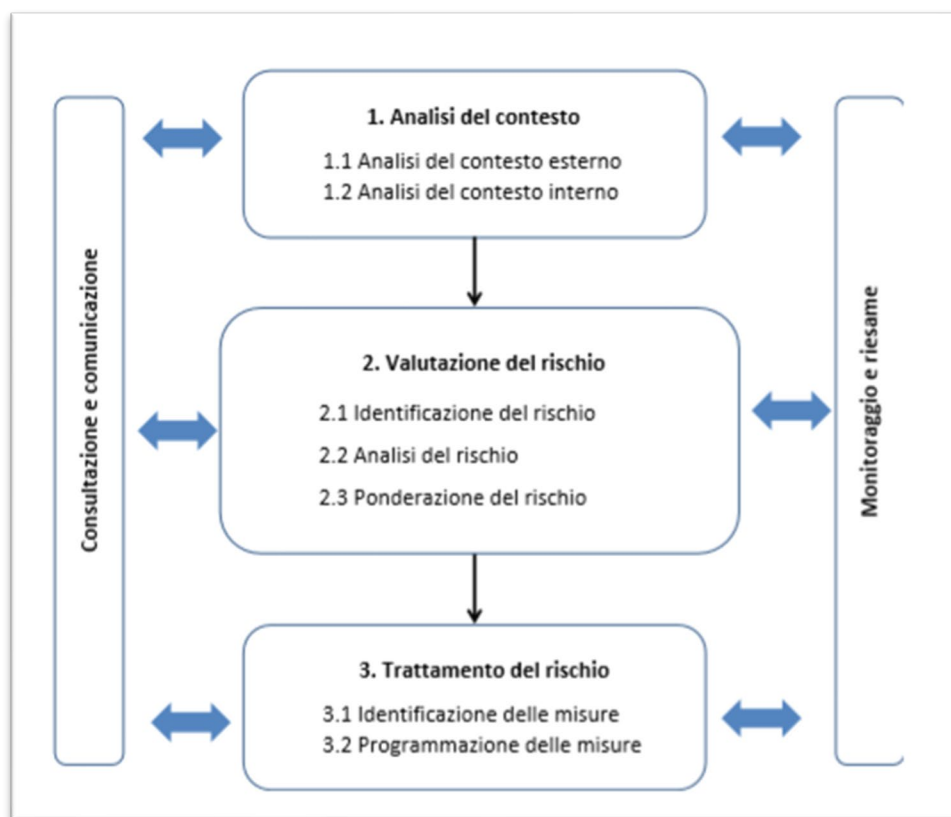 Consultazione e comunicazione
1. Analisi del contesto
1.1 Analisi del contesto esterno
1.2 Analisi del contesto interno
2. Valutazione del rischio
2.1 Identificazione del rischio
2.2 Analisi del rischio
2.3 Ponderazione del rischio
3. Trattamento del rischio
3.1 Identificazione delle misure
3.2 Programmazione delle misure
Monitoraggio e riesame